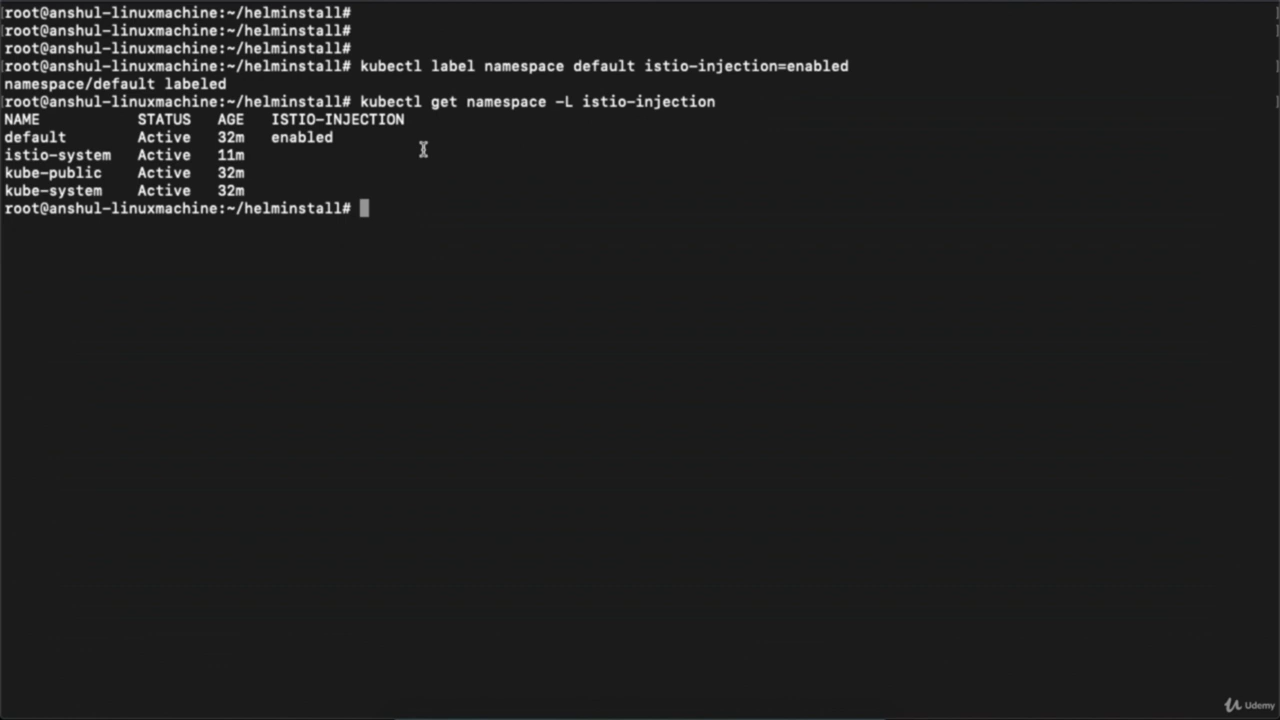 root@anshul-linuxmachine:~/helminstall#
root@anshul-linuxmachine:~/helminstall#
root@anshul-linuxmachine:~/helminstall#
root@anshul-linuxmachine:~/helminstall# kubectl label namespace default istio-injection=enabled
namespace/default labeled
root@anshul-linuxmachine:~/helminstall# kubectl get namespace -L istio-injection
NAME STATUS AGE ISTIO-INJECTION
default Active 32m enabled
istio-system Active 11m
kube-public Active 32m
kube-system Active 32m
root@anshul-linuxmachine:~/helminstall#
Udemy